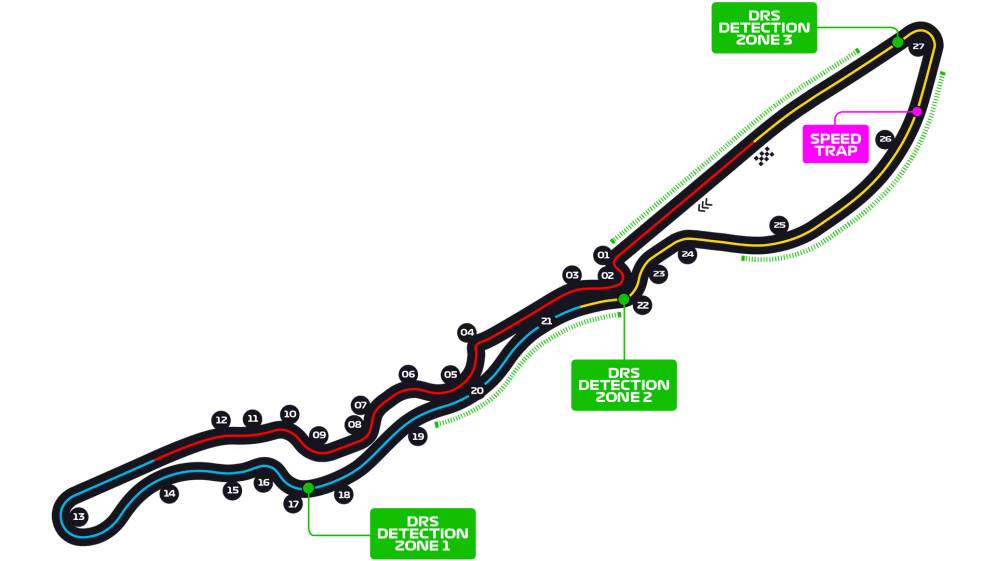 DRS
DETECTION
ZONE 3
27
SPEED
TRAP
26
25
24
23
22
01
02
03
21
04
DRS
DETECTION
ZONE 2
20
05
06
07
08
19
09
10
11
12
18
17
16
15
14
13
DRS
DETECTION
ZONE 1